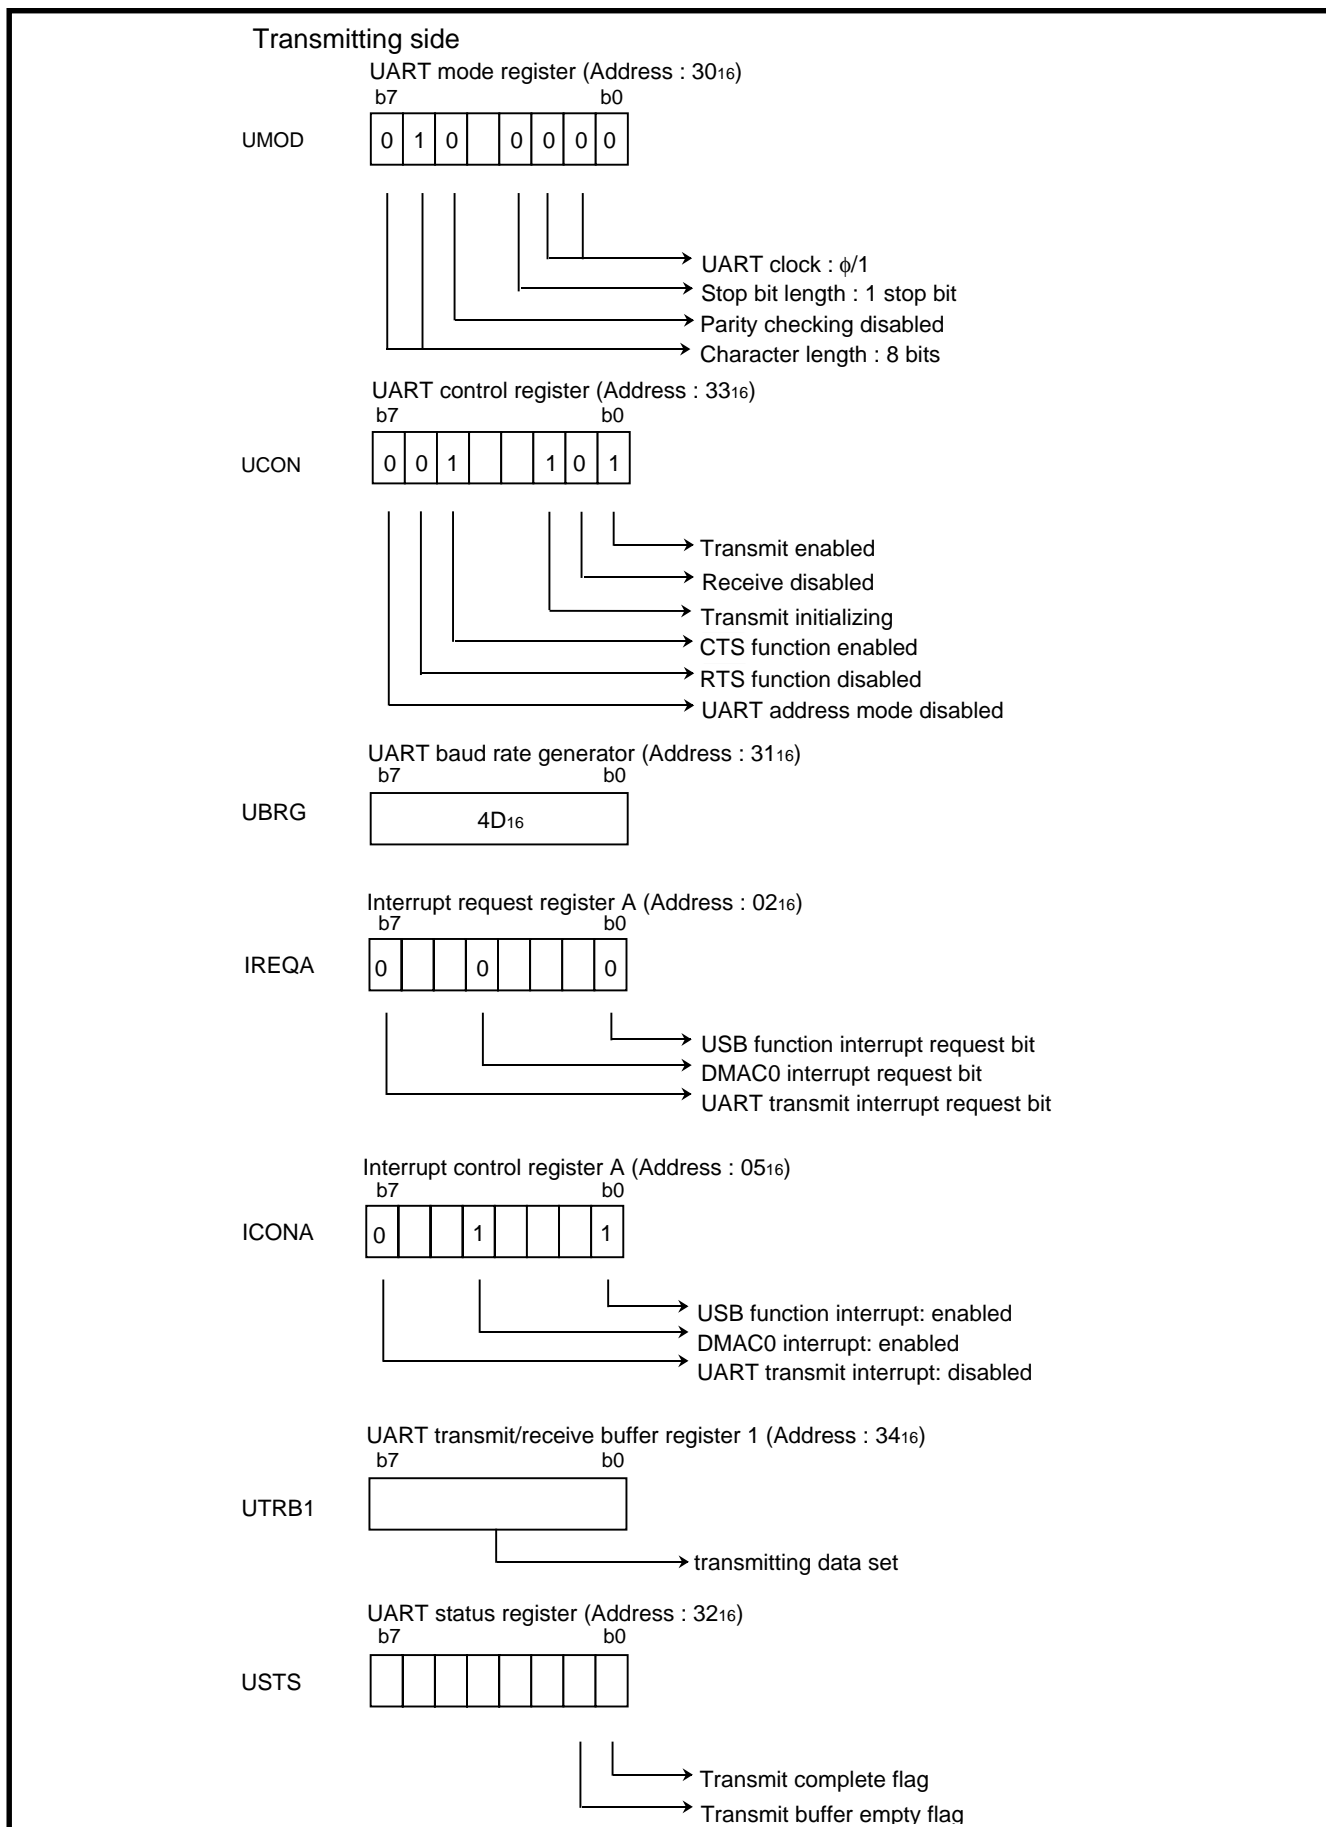 Transmitting side
UART mode register (Address : 3016)
b7 b0
UMOD 0 1 0 0 0 0 0
UART clock : ϕ/1
Stop bit length : 1 stop bit
Parity checking disabled
Character length : 8 bits
UART control register (Address : 3316)
b7 b0
UCON 0 0 1 1 0 1
Transmit enabled
Receive disabled
Transmit initializing
CTS function enabled
RTS function disabled
UART address mode disabled
UART baud rate generator (Address : 3116)
b7 b0
UBRG 4D16
Interrupt request register A (Address : 0216)
b7 b0
IREQA 0 0 0
USB function interrupt request bit
DMAC0 interrupt request bit
UART transmit interrupt request bit
Interrupt control register A (Address : 0516)
b7 b0
ICONA 0 1 1
USB function interrupt: enabled
DMAC0 interrupt: enabled
UART transmit interrupt: disabled
UART transmit/receive buffer register 1 (Address : 3416)
b7 b0
UTRB1
transmitting data set
UART status register (Address : 3216)
b7 b0
USTS
Transmit complete flag
Transmit buffer empty flag